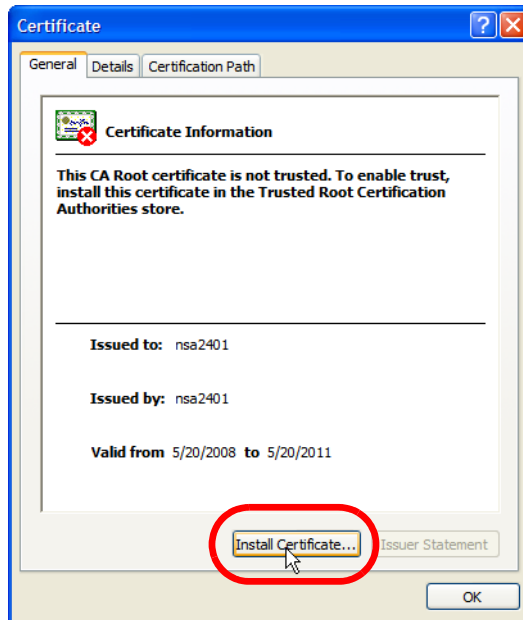 Certificate
General Details Certification Path
Certificate Information
This CA Root certificate is not trusted. To enable trust,
install this certificate in the Trusted Root Certification
Authorities store.
Issued to: nsa2401
Issued by: nsa2401
Valid from 5/20/2008 to 5/20/2011
Install Certificate... Issuer Statement
OK